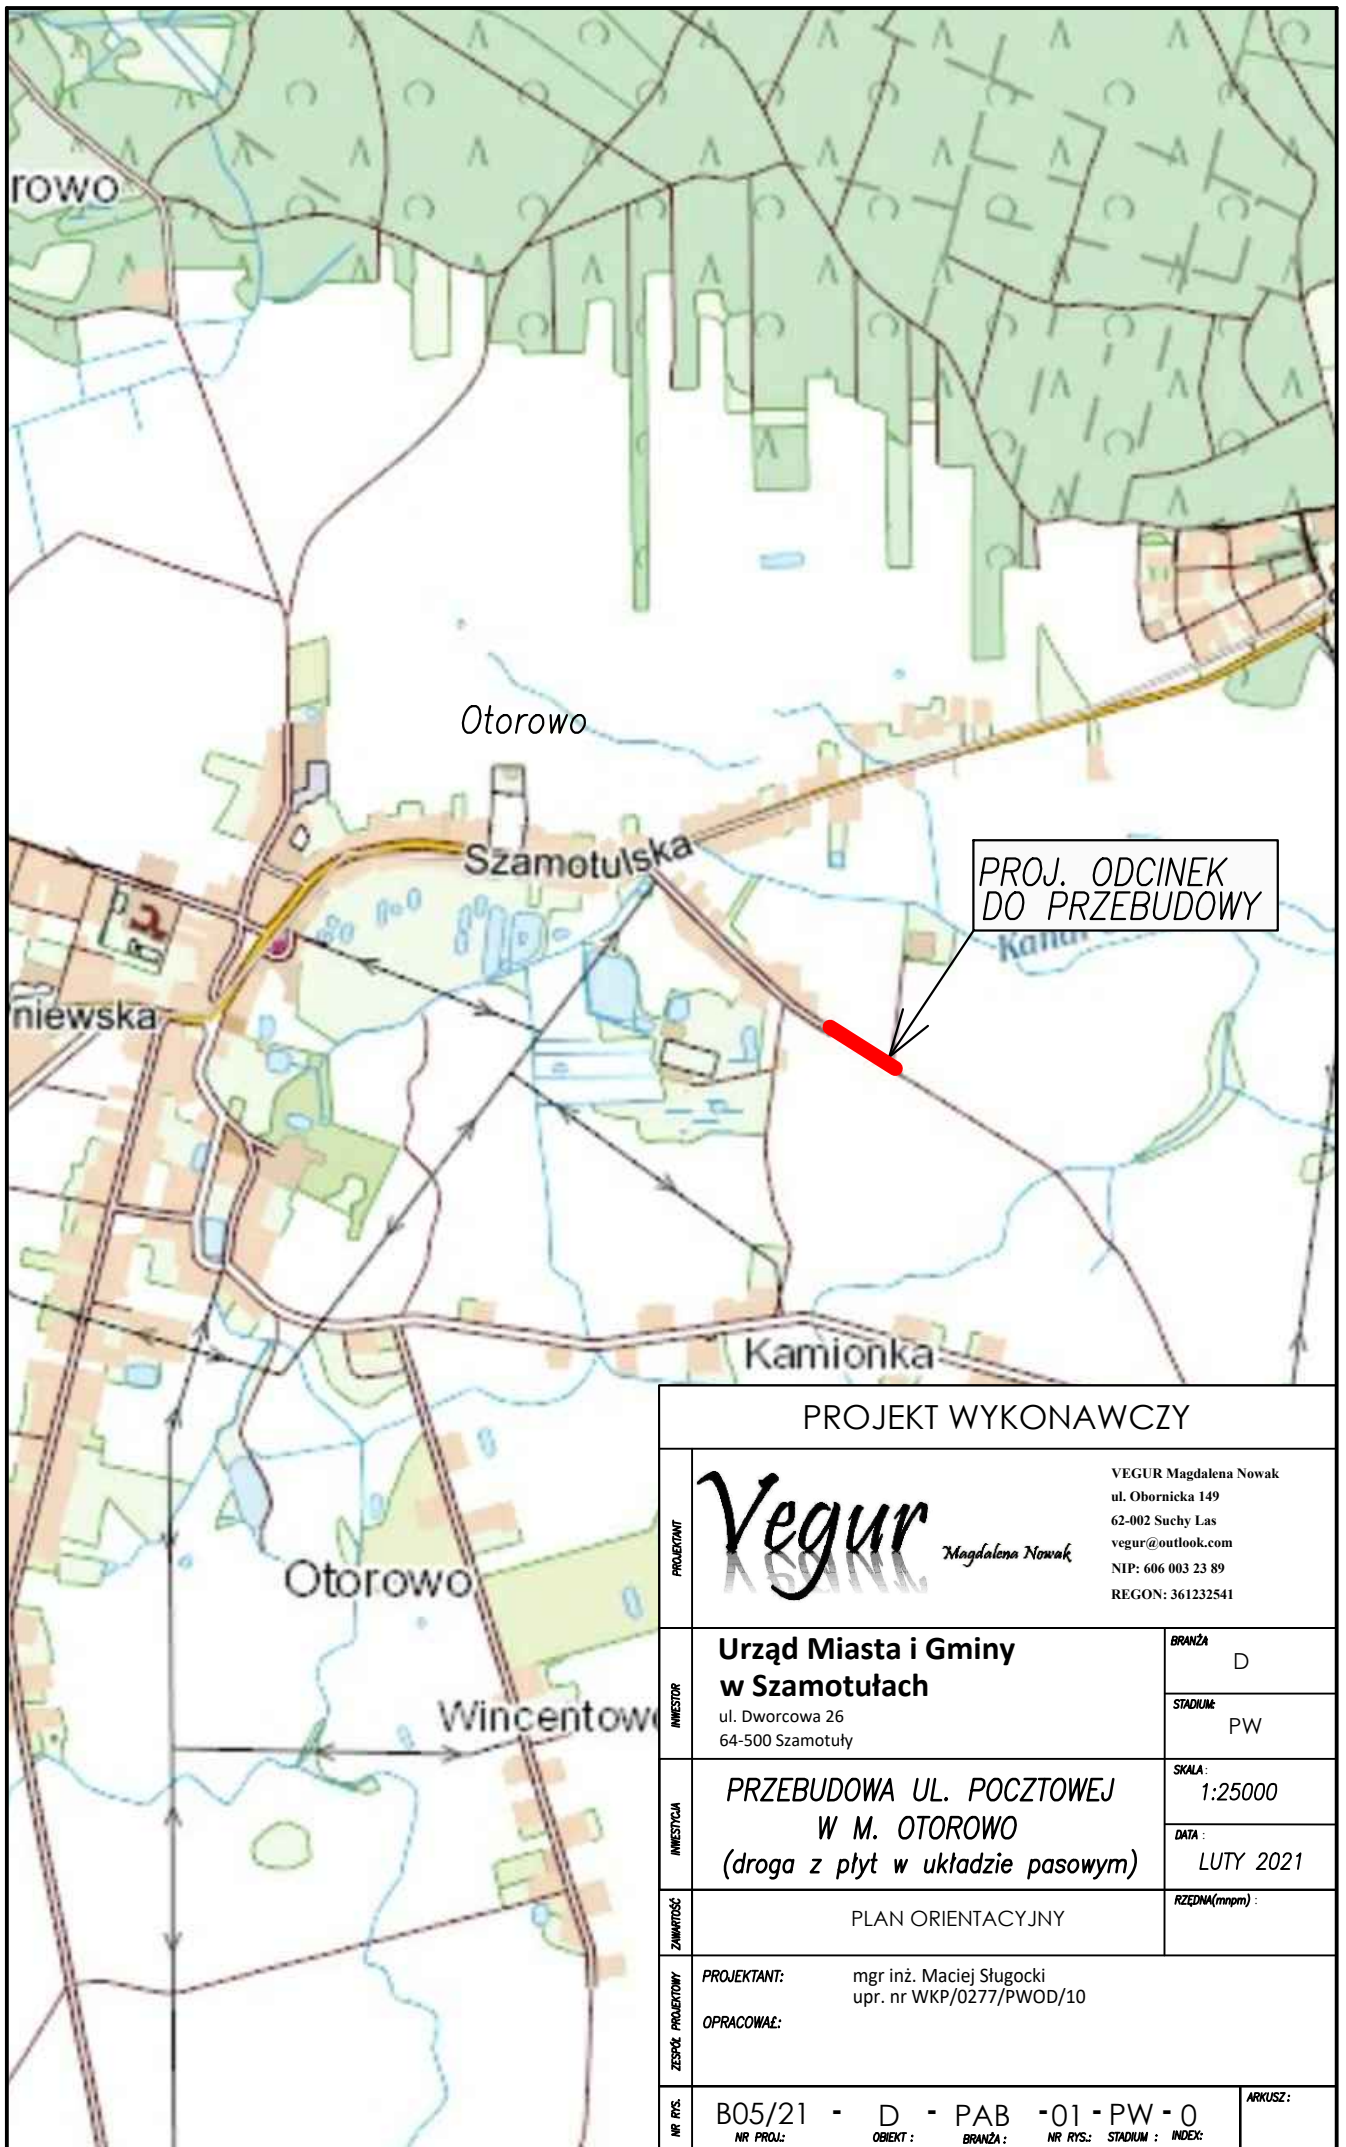 rowo
Otorowo
Szamotulska
PROJ. ODCINEK
DO PRZEBUDOWY
niewska
Kamionka
Otorowo
Wincentowo
PROJEKT WYKONAWCZY
PROJEKTANT
Vegur
Magdalena Nowak
VEGUR Magdalena Nowak
ul. Obornicka 149
62-002 Suchy Las
vegur@outlook.com
NIP: 606 003 23 89
REGON: 361232541
INWESTOR
Urząd Miasta i Gminy
w Szamotułach
ul. Dworcowa 26
64-500 Szamotuły
BRANŻA
D
STADIUM:
PW
INWESTYCJA
PRZEBUDOWA UL. POCZTOWEJ
W M. OTOROWO
(droga z płyt w układzie pasowym)
SKALA :
1:25000
DATA :
LUTY 2021
ZAWARTOŚĆ
PLAN ORIENTACYJNY
RZĘDNA(mnpm) :
ZESPÓŁ PROJEKTOWY
PROJEKTANT: mgr inż. Maciej Sługocki
upr. nr WKP/0277/PWOD/10
OPRACOWA£:
NR RYS.
B05/21 - D - PAB -01 - PW - 0
NR PROJ.: OBIEKT : BRANŻA : NR RYS.: STADIUM : INDEX:
ARKUSZ :